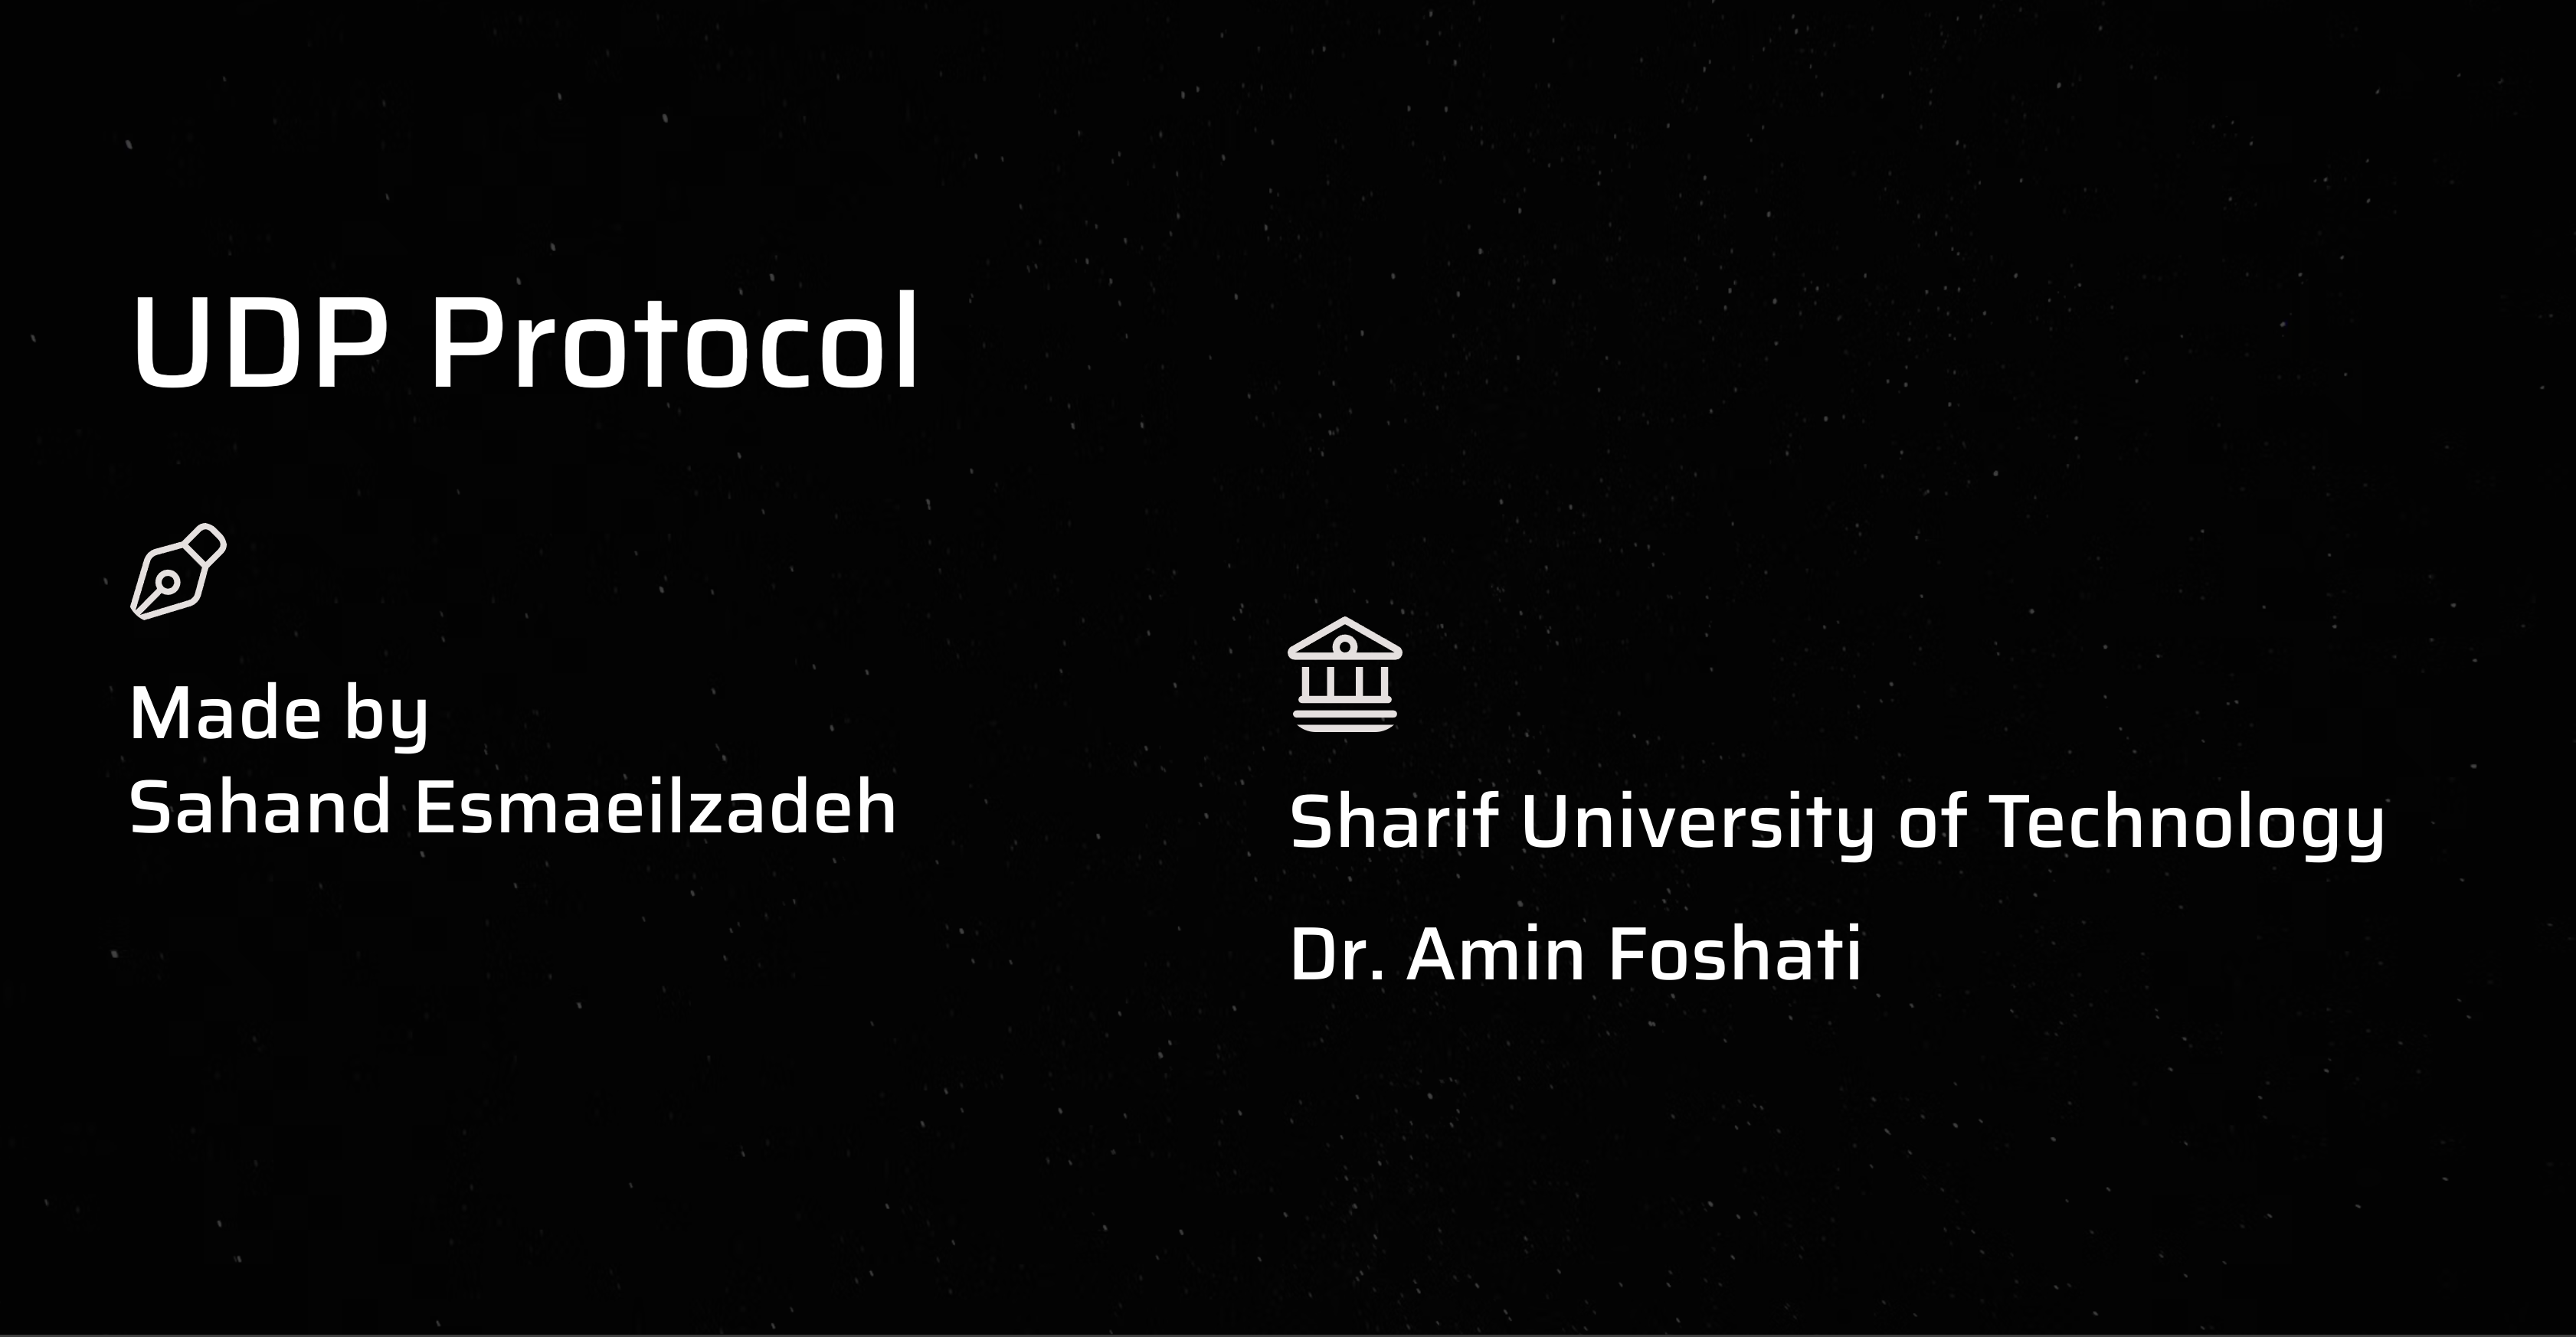 UDP Protocol
Made by
Sahand Esmaeilzadeh
Sharif University of Technology
Dr. Amin Foshati